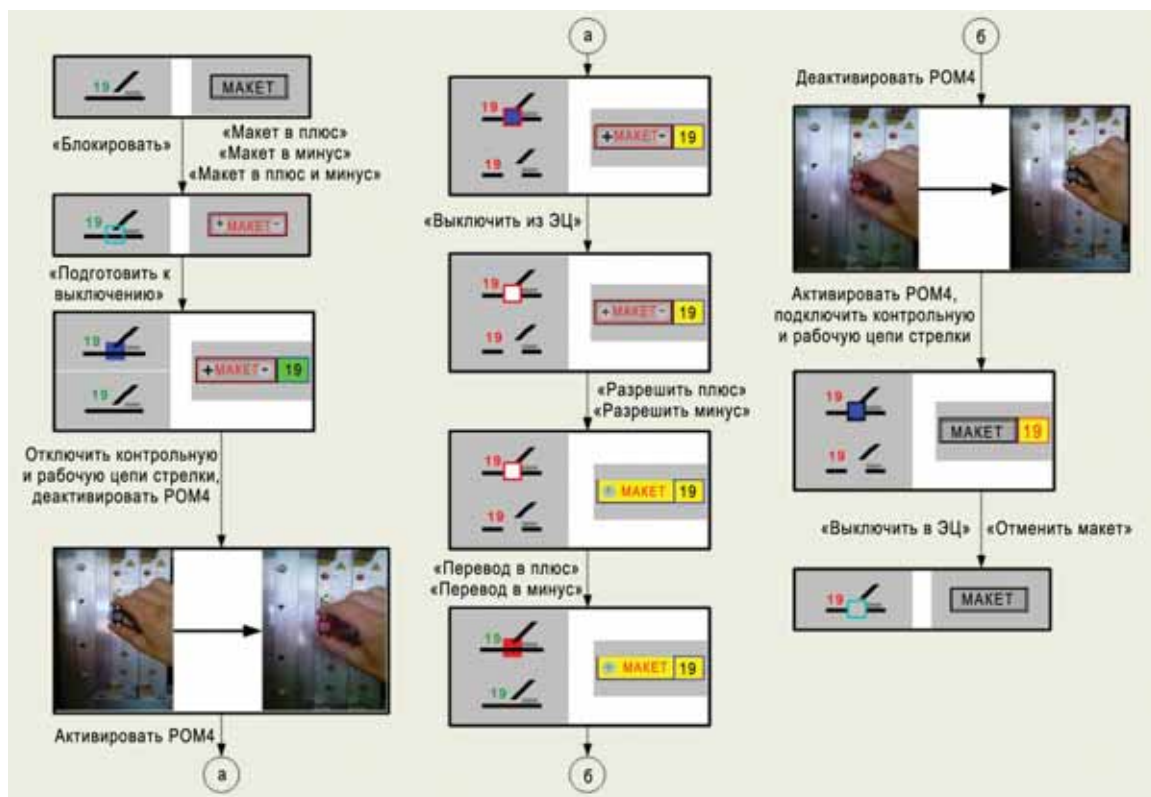 19 МАКЕТ
«Блокировать»
«Макет в плюс»
«Макет в минус»
«Макет в плюс и минус»
19 + МАКЕТ -
«Подготовить к
выключению»
19
+МАКЕТ- 19
19
Отключить контрольную
и рабочую цепи стрелки,
деактивировать РОМ4
Активировать РОМ4
а
а
19
+МАКЕТ- 19
19
«Выключить из ЭЦ»
19
+МАКЕТ- 19
19
«Разрешить плюс»
«Разрешить минус»
19
МАКЕТ 19
19
«Перевод в плюс»
«Перевод в минус»
19
МАКЕТ 19
19
б
б
Деактивировать РОМ4
Активировать РОМ4,
подключить контрольную
и рабочую цепи стрелки
19
МАКЕТ 19
19
«Выключить в ЭЦ» «Отменить макет»
19 МАКЕТ